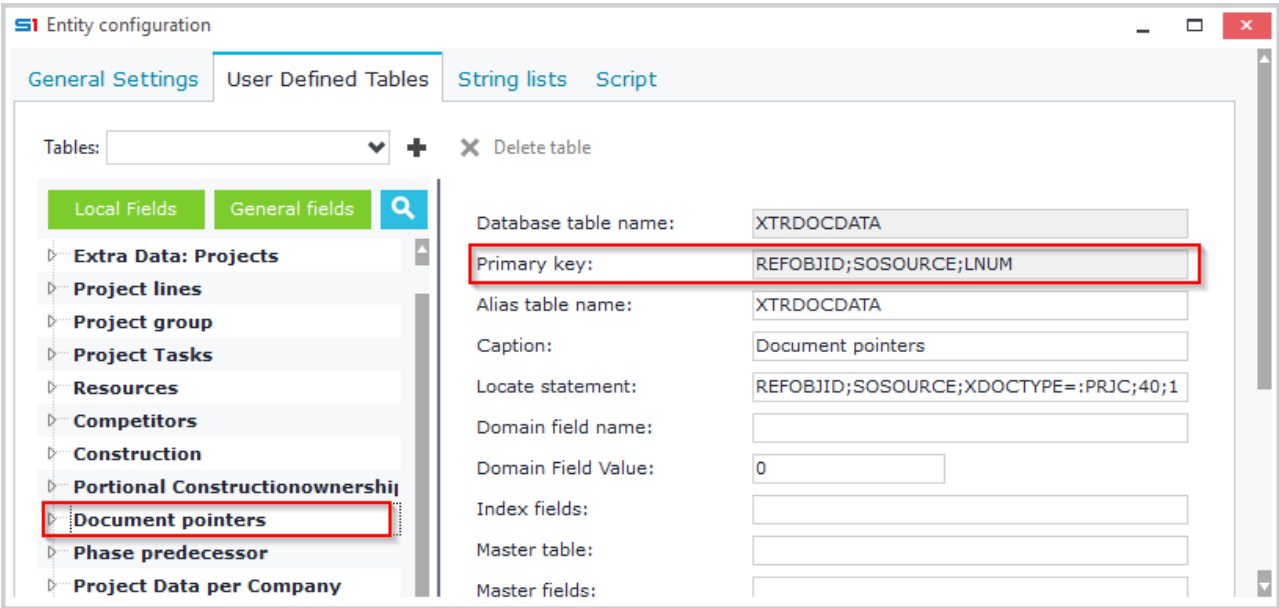 S1 Entity configuration
General Settings User Defined Tables String lists Script
Tables: Delete table
Local Fields General fields
Extra Data: Projects
Project lines
Project group
Project Tasks
Resources
Competitors
Construction
Portional Constructionownership
Document pointers
Phase predecessor
Project Data per Company
Database table name: XTRDOCDATA
Primary key: REFOBJID;SOSOURCE;LNUM
Alias table name: XTRDOCDATA
Caption: Document pointers
Locate statement: REFOBJID;SOSOURCE;XDOCTYPE=:PRJC;40;1
Domain field name:
Domain Field Value: 0
Index fields:
Master table:
Master fields: